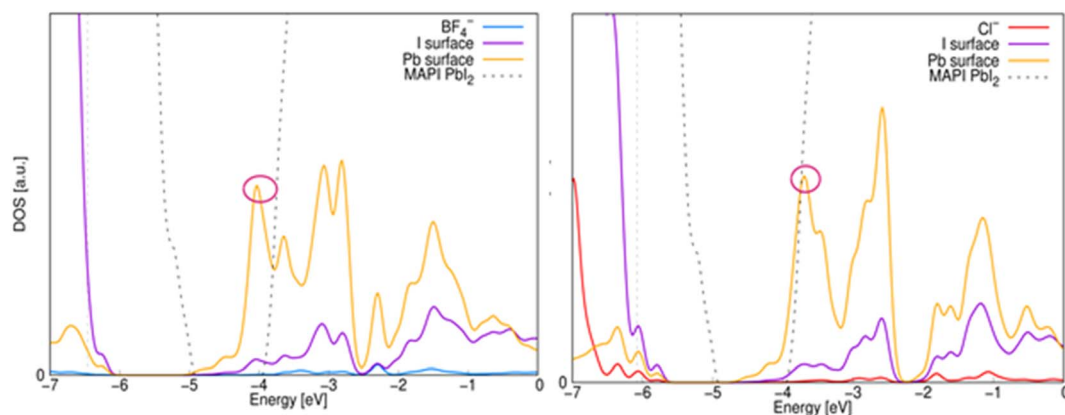 BF₄⁻
I surface
Pb surface
MAPI PbI₂
DOS [a.u.]
0
−7 −6 −5 −4 −3 −2 −1 0
Energy [eV]
Cl⁻
I surface
Pb surface
MAPI PbI₂
0
−7 −6 −5 −4 −3 −2 −1 0
Energy [eV]